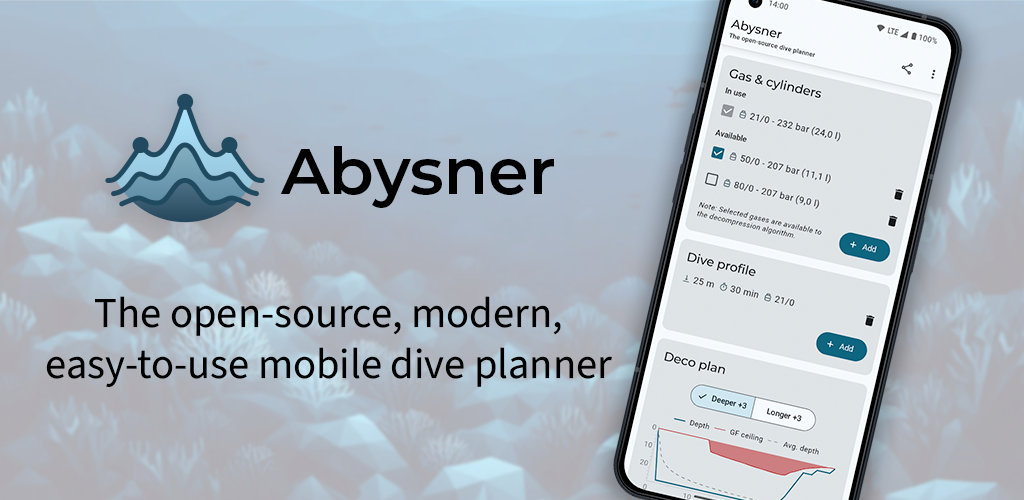 Abysner
The open-source, modern,
easy-to-use mobile dive planner
14:00
LTE 100%
Abysner
The open-source dive planner
Gas & cylinders
In use
21/0 - 232 bar (24,0 l)
Available
50/0 - 207 bar (11,1 l)
80/0 - 207 bar (9,0 l)
Note: Selected gases are available to
the decompression algorithm.
+ Add
Dive profile
25 m 30 min 21/0
+ Add
Deco plan
Deeper +3 Longer +3
Depth GF ceiling Avg. depth
0
10
20
10